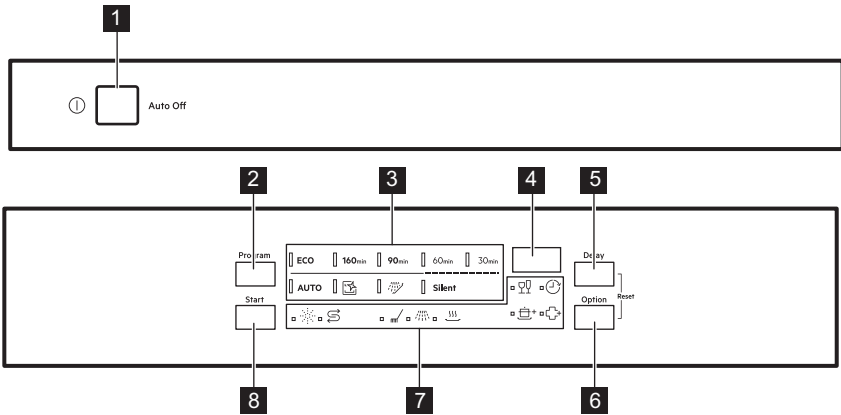 1
Auto Off
2 3 4 5
Program Delay
ECO 160min 90min 60min 30min
AUTO Silent
Start Option Reset
8 7 6